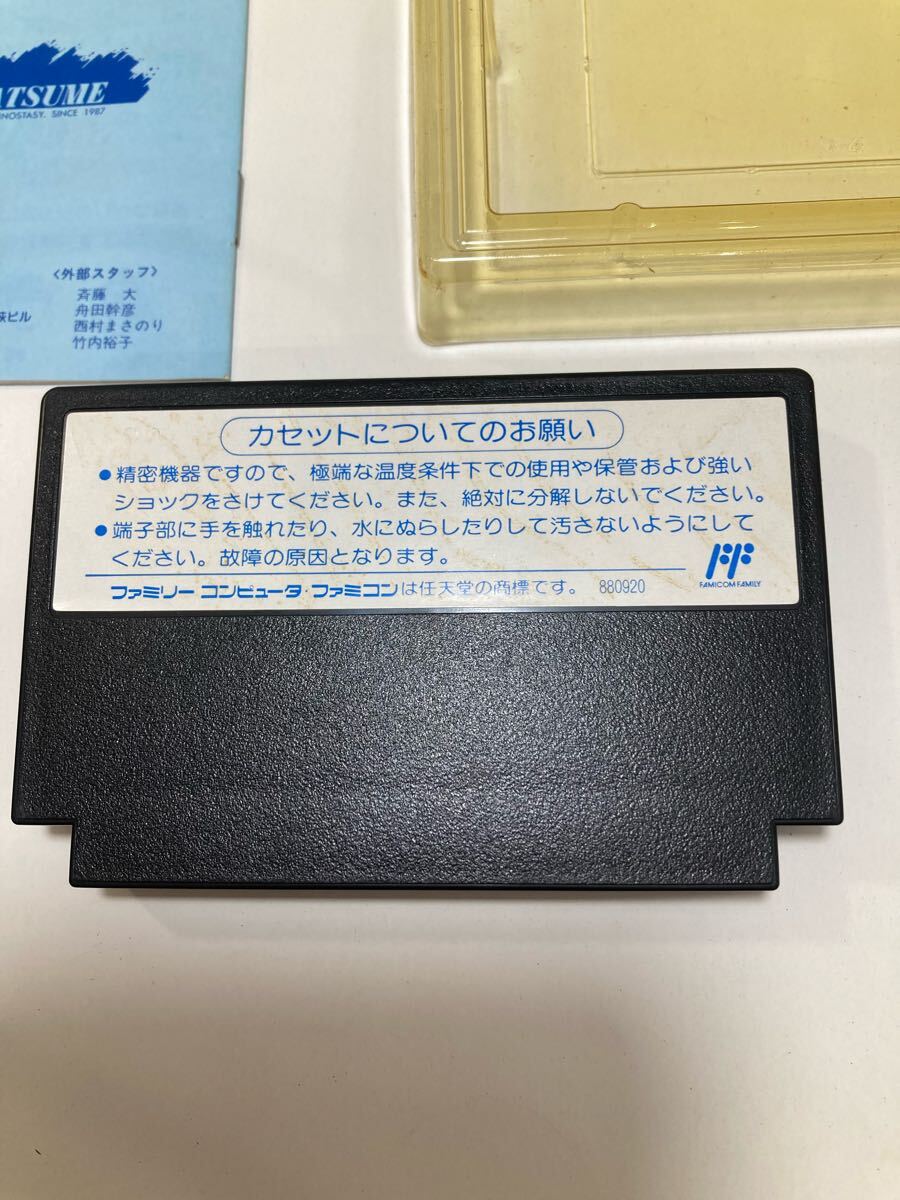 ATSUME
NOSTASY. SINCE 1987
〈外部スタッフ〉
斉藤 大
舟田幹彦
西村まさのり
竹内裕子
ビル
カセットについてのお願い
●精密機器ですので、極端な温度条件下での使用や保管および強い
ショックをさけてください。また、絶対に分解しないでください。
●端子部に手を触れたり、水にぬらしたりして汚さないようにして
ください。故障の原因となります。
FF
FAMICOM FAMILY
ファミリーコンピュータ・ファミコンは任天堂の商標です。 880920